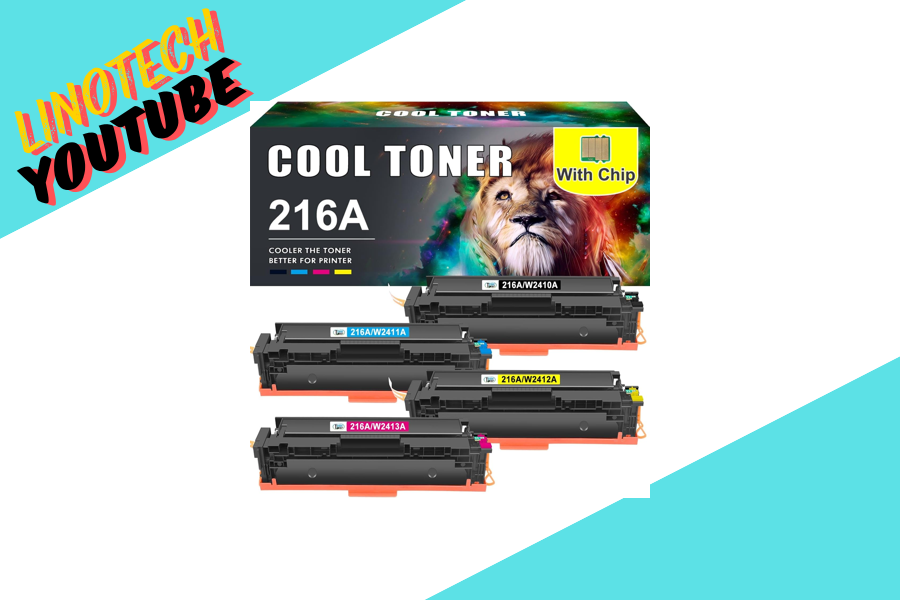 LINOTECH
YOUTUBE
COOL TONER
COOL TONER
With Chip
216A
COOLER THE TONER
BETTER FOR PRINTER
216A/W2410A
216A/W2411A
216A/W2412A
216A/W2413A